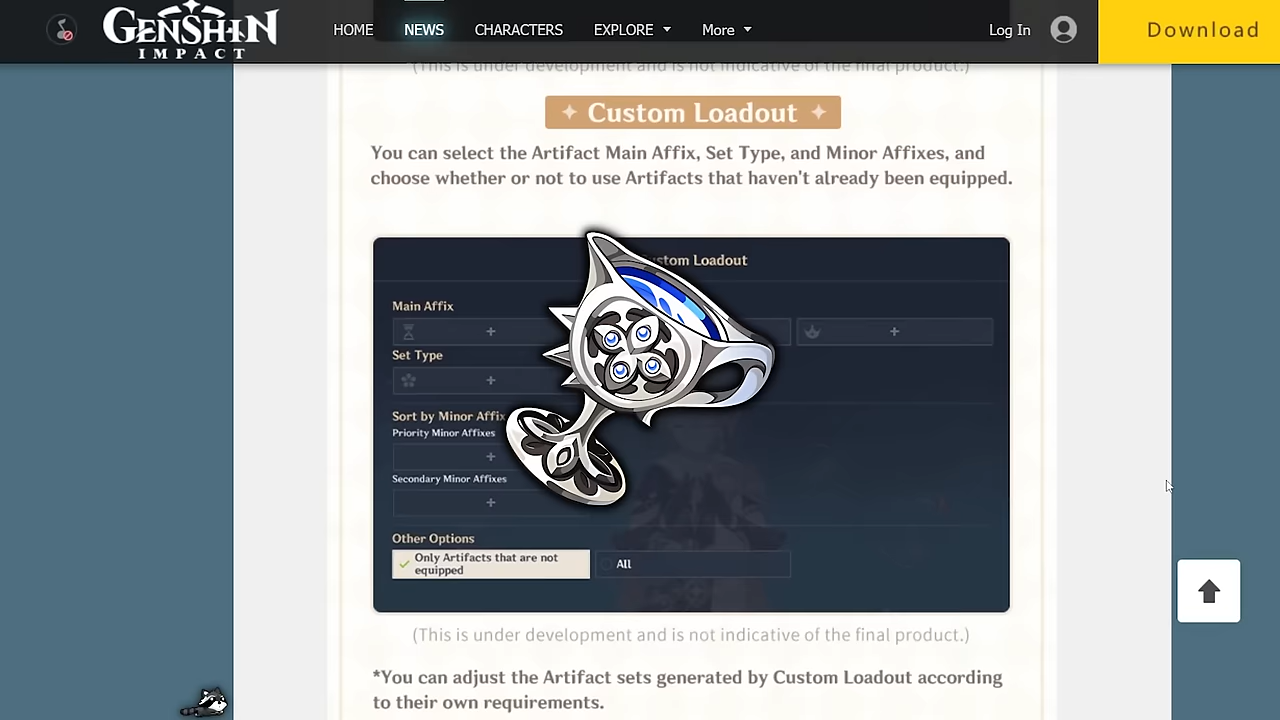 GENSHIN
IMPACT
HOME
NEWS
CHARACTERS
EXPLORE
More
Log In
Download
(This is under development and is not indicative of the final product.)
Custom Loadout
You can select the Artifact Main Affix, Set Type, and Minor Affixes, and
choose whether or not to use Artifacts that haven't already been equipped.
stom Loadout
Main Affix
Set Type
Sort by Minor Affix
Priority Minor Affixes
Secondary Minor Affixes
Other Options
Only Artifacts that are not
equipped
All
(This is under development and is not indicative of the final product.)
*You can adjust the Artifact sets generated by Custom Loadout according
to their own requirements.